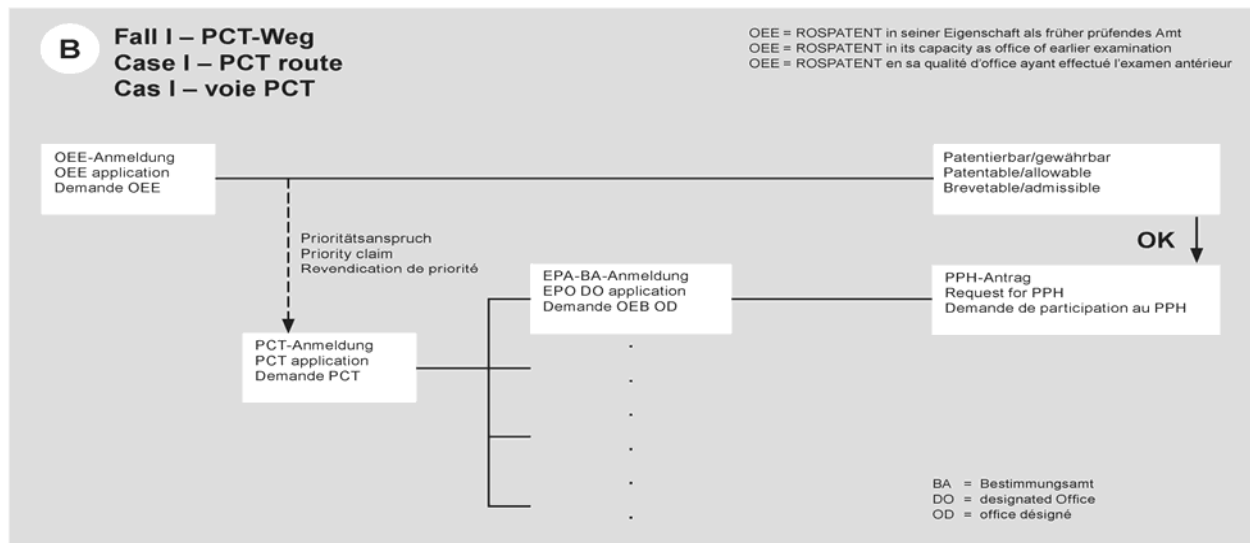 B
Fall I – PCT-Weg
Case I – PCT route
Cas I – voie PCT
OEE = ROSPATENT in seiner Eigenschaft als früher prüfendes Amt
OEE = ROSPATENT in its capacity as office of earlier examination
OEE = ROSPATENT en sa qualité d'office ayant effectué l'examen antérieur
OEE-Anmeldung
OEE application
Demande OEE
Patentierbar/gewährbar
Patentable/allowable
Brevetable/admissible
OK
Prioritätsanspruch
Priority claim
Revendication de priorité
EPA-BA-Anmeldung
EPO DO application
Demande OEB OD
PPH-Antrag
Request for PPH
Demande de participation au PPH
PCT-Anmeldung
PCT application
Demande PCT
BA = Bestimmungsamt
DO = designated Office
OD = office désigné